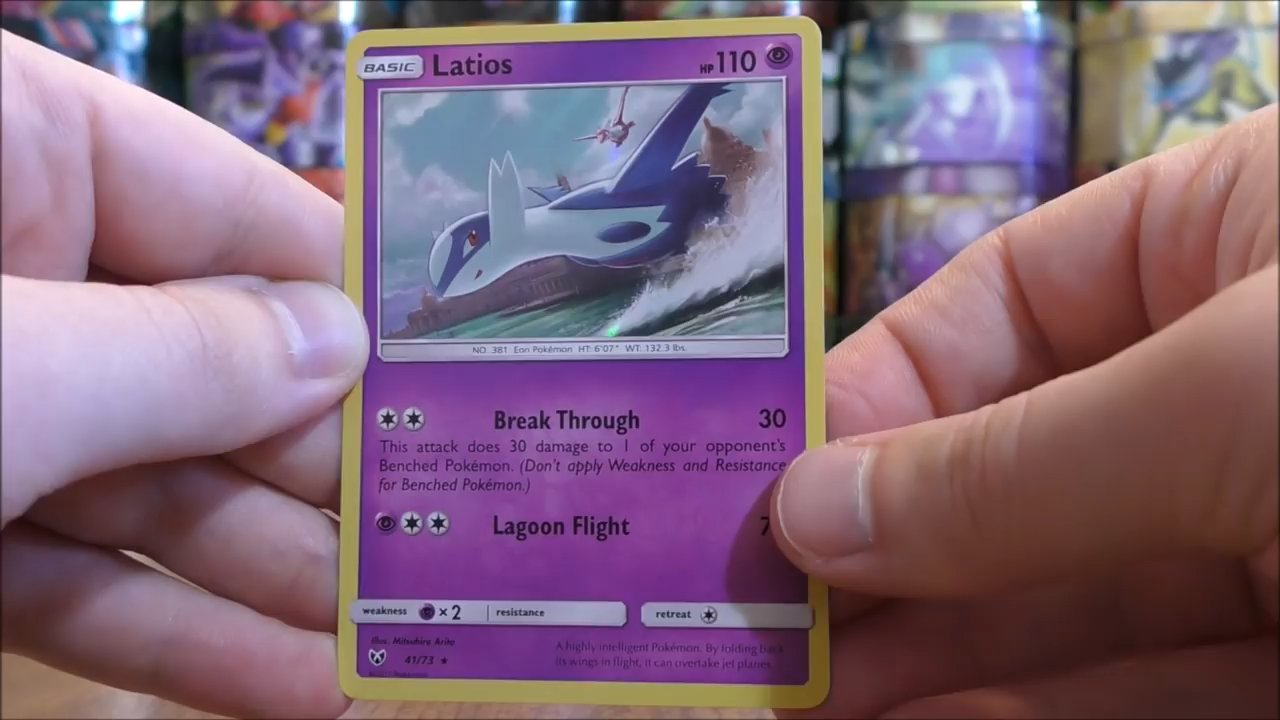 BASIC Latios HP 110
NO. 381 Eon Pokémon HT: 6'07" WT: 132.3 lbs.
Break Through 30
This attack does 30 damage to 1 of your opponent's
Benched Pokémon. (Don't apply Weakness and Resistance
for Benched Pokémon.)
Lagoon Flight 7
weakness ×2 resistance retreat
Illus. Mitsuhiro Arita
41/73
A highly intelligent Pokémon. By folding back
its wings in flight, it can overtake jet planes.